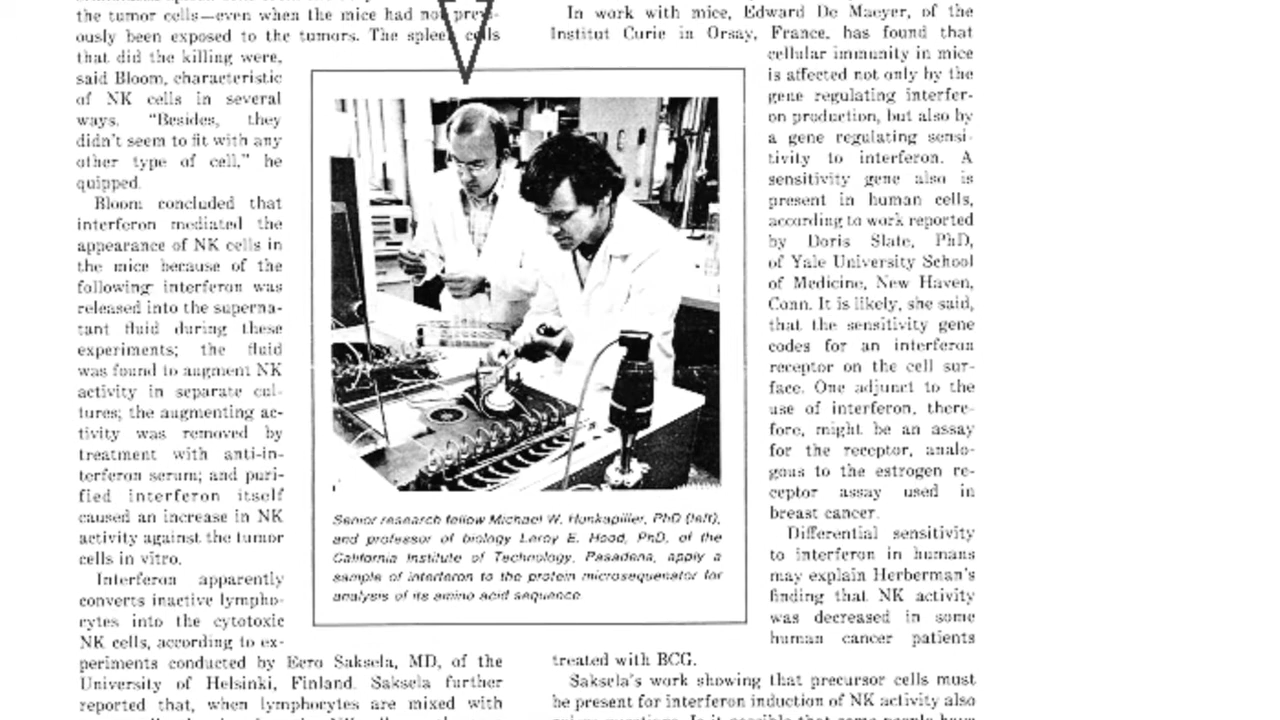 the tumor cells—even when the mice had not previ-
ously been exposed to the tumors. The spleen cells
that did the killing were,
said Bloom, characteristic
of NK cells in several
ways. "Besides, they
didn't seem to fit with any
other type of cell," he
quipped.
Bloom concluded that
interferon mediated the
appearance of NK cells in
the mice because of the
following: interferon was
released into the superna-
tant fluid during these
experiments; the fluid
was found to augment NK
activity in separate cul-
tures; the augmenting ac-
tivity was removed by
treatment with anti-in-
terferon serum; and puri-
fied interferon itself
caused an increase in NK
activity against the tumor
cells in vitro.
Interferon apparently
converts inactive lympho-
cytes into the cytotoxic
NK cells, according to ex-
periments conducted by Eero Saksela, MD, of the
University of Helsinki, Finland. Saksela further
reported that, when lymphocytes are mixed with
Senior research fellow Michael W. Hunkapiller, PhD (left),
and professor of biology Leroy E. Hood, PhD, of the
California Institute of Technology, Pasadena, apply a
sample of interferon to the protein microsequenator for
analysis of its amino acid sequence.
In work with mice, Edward De Maeyer, of the
Institut Curie in Orsay, France, has found that
cellular immunity in mice
is affected not only by the
gene regulating interfer-
on production, but also by
a gene regulating sensi-
tivity to interferon. A
sensitivity gene also is
present in human cells,
according to work reported
by Doris Slate, PhD,
of Yale University School
of Medicine, New Haven,
Conn. It is likely, she said,
that the sensitivity gene
codes for an interferon
receptor on the cell sur-
face. One adjunct to the
use of interferon, there-
fore, might be an assay
for the receptor, analo-
gous to the estrogen re-
ceptor assay used in
breast cancer.
Differential sensitivity
to interferon in humans
may explain Herberman's
finding that NK activity
was decreased in some
human cancer patients
treated with BCG.
Saksela's work showing that precursor cells must
be present for interferon induction of NK activity also